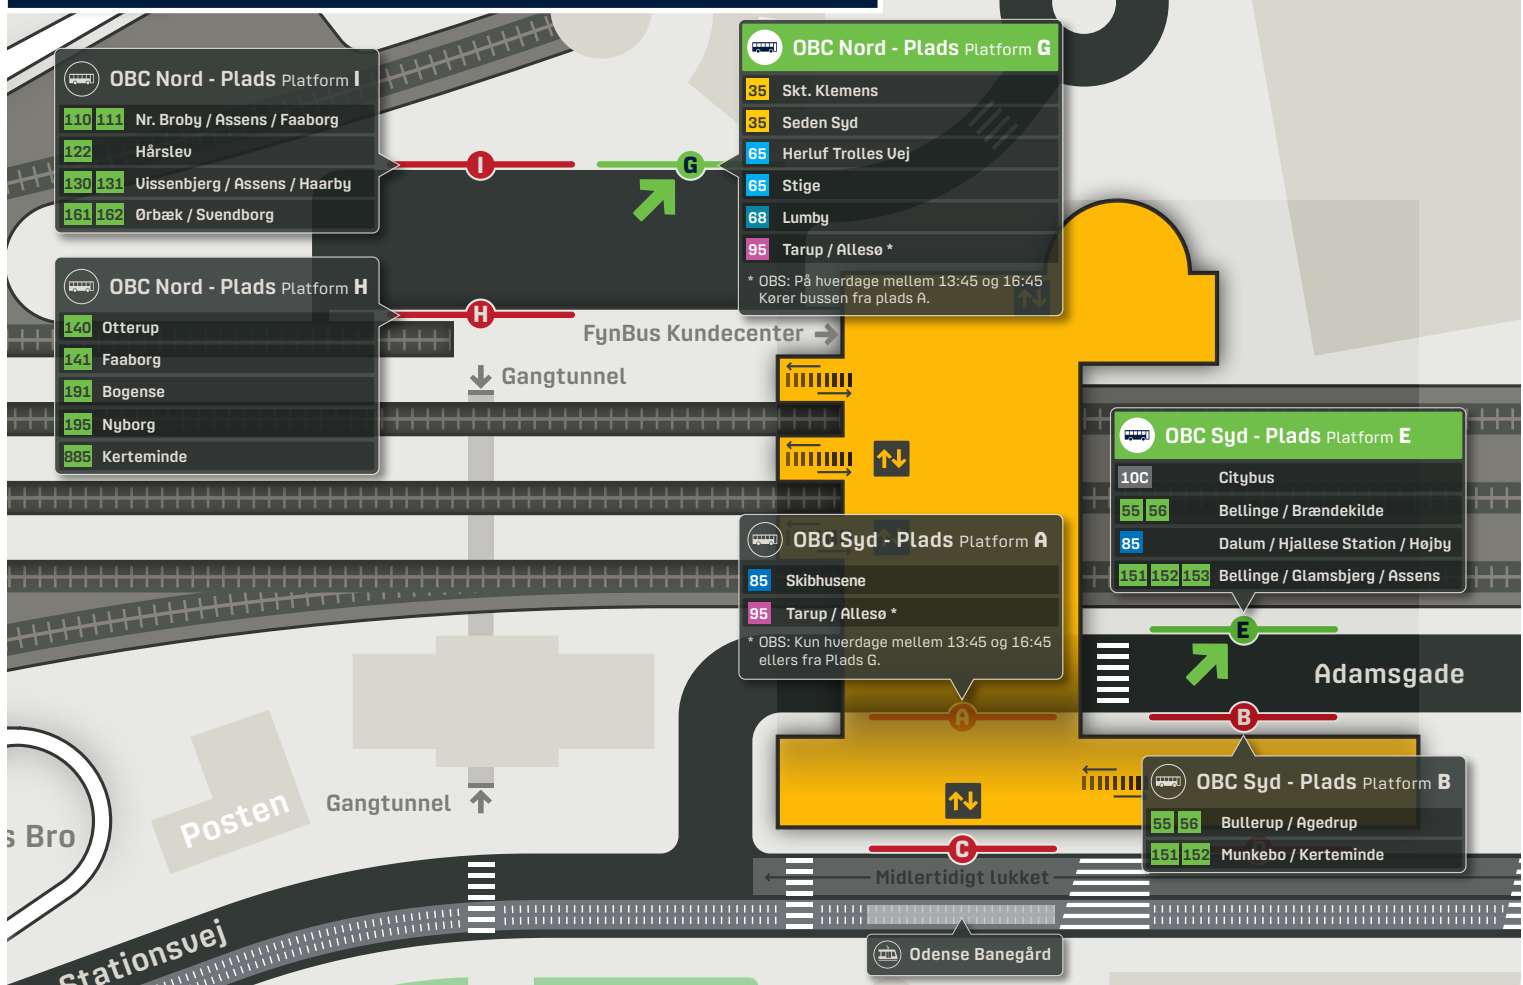 OBC Nord - Plads Platform I
110 111 Nr. Broby / Assens / Faaborg
122 Hårslev
130 131 Vissenbjerg / Assens / Haarby
161 162 Ørbæk / Svendborg
I
G
OBC Nord - Plads Platform G
35 Skt. Klemens
35 Seden Syd
65 Herluf Trolles Vej
65 Stige
68 Lumby
95 Tarup / Allesø *
* OBS: På hverdage mellem 13:45 og 16:45
Kører bussen fra plads A.
OBC Nord - Plads Platform H
140 Otterup
141 Faaborg
191 Bogense
195 Nyborg
885 Kerteminde
H
FynBus Kundecenter
Gangtunnel
OBC Syd - Plads Platform E
10C Citybus
55 56 Bellinge / Brændekilde
85 Dalum / Hjallese Station / Højby
151 152 153 Bellinge / Glamsbjerg / Assens
E
OBC Syd - Plads Platform A
85 Skibhusene
95 Tarup / Allesø *
* OBS: Kun hverdage mellem 13:45 og 16:45
ellers fra Plads G.
A
Adamsgade
B
OBC Syd - Plads Platform B
55 56 Bullerup / Agedrup
151 152 Munkebo / Kerteminde
Gangtunnel
Posten
s Bro
C
Midlertidigt lukket
Stationsvej
Odense Banegård